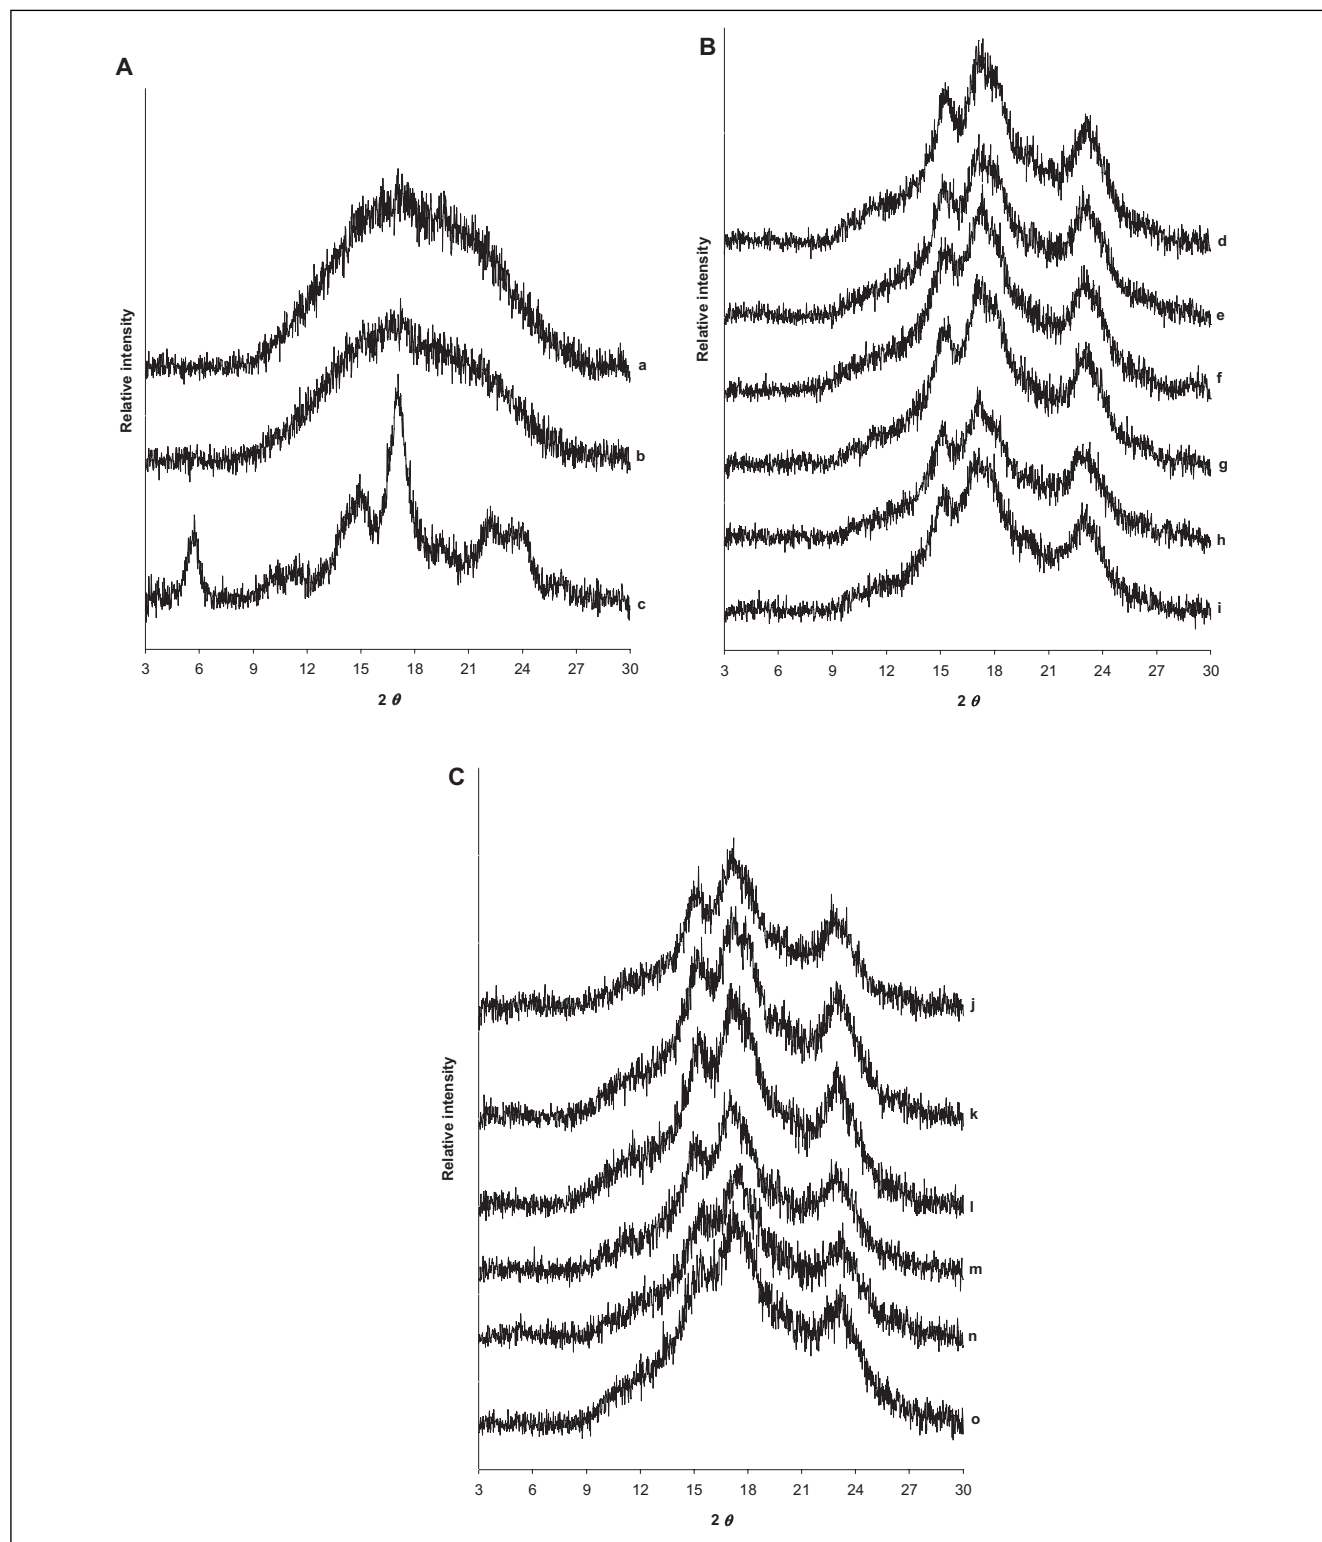 A
Relative intensity
a
b
c
3 6 9 12 15 18 21 24 27 30
2 θ
B
Relative intensity
d
e
f
g
h
i
3 6 9 12 15 18 21 24 27 30
2 θ
C
Relative intensity
j
k
l
m
n
o
3 6 9 12 15 18 21 24 27 30
2 θ